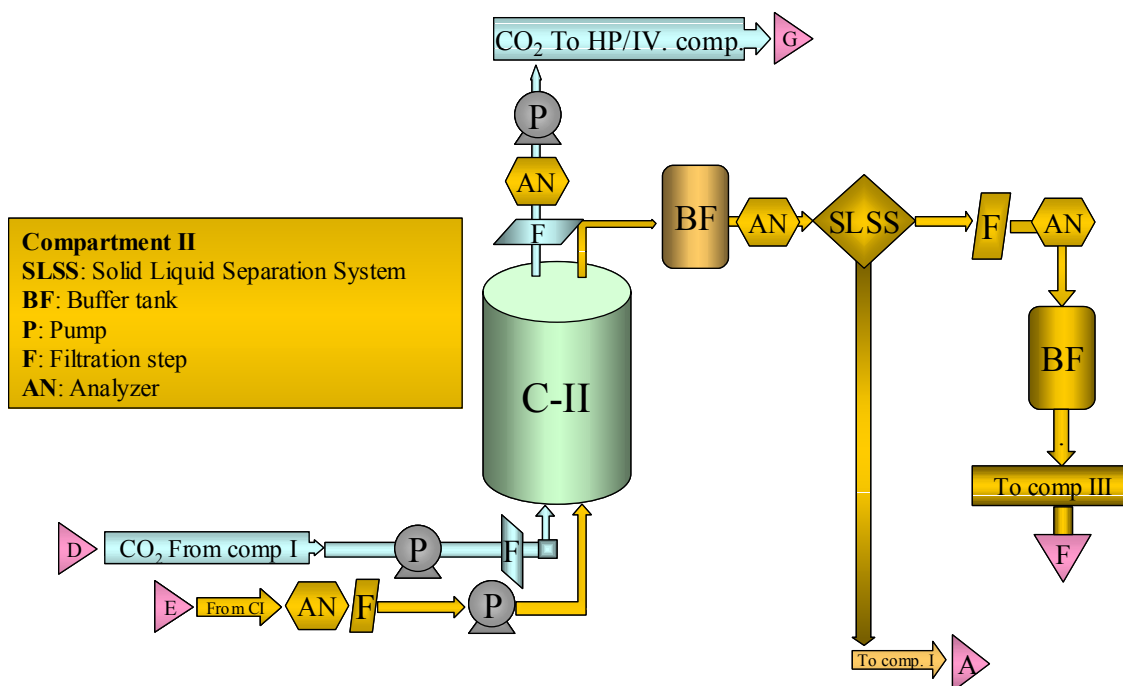 CO2 To HP/IV. comp.
G
P
AN
F
BF
AN
SLSS
F
AN
Compartment II
SLSS: Solid Liquid Separation System
BF: Buffer tank
P: Pump
F: Filtration step
AN: Analyzer
C-II
BF
To comp III
F
D
CO2 From comp I
P
F
E
From CI
AN
F
P
To comp. I
A